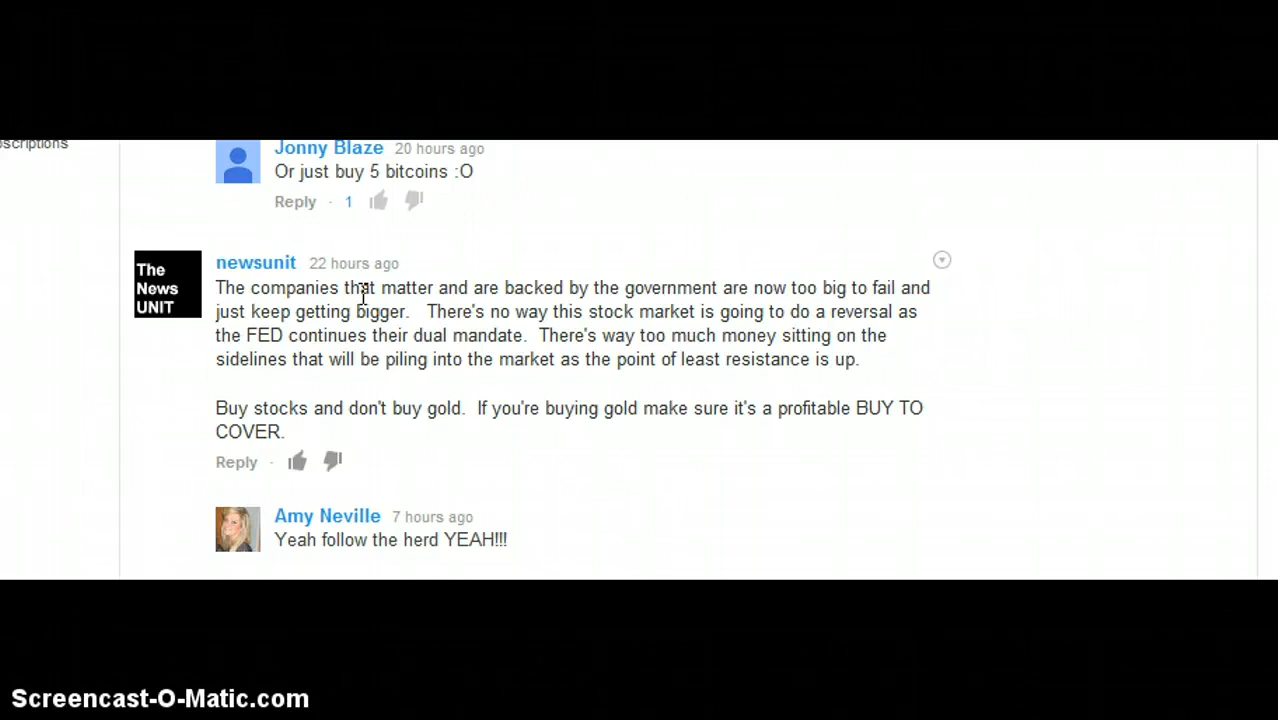 scriptions
Jonny Blaze 20 hours ago
Or just buy 5 bitcoins :O
Reply · 1
The
News
UNIT
newsunit 22 hours ago
The companies that matter and are backed by the government are now too big to fail and
just keep getting bigger.   There's no way this stock market is going to do a reversal as
the FED continues their dual mandate.  There's way too much money sitting on the
sidelines that will be piling into the market as the point of least resistance is up.
Buy stocks and don't buy gold.  If you're buying gold make sure it's a profitable BUY TO
COVER.
Reply ·
Amy Neville 7 hours ago
Yeah follow the herd YEAH!!!
Screencast-O-Matic.com